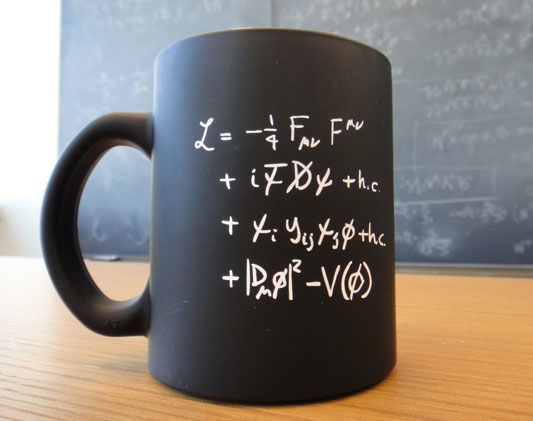 ℒ = -¼ F_μν F^μν
+ iψ̄D̸ψ + h.c.
+ ψ_i y_ij ψ_j φ + h.c.
+ |D_μ φ|² - V(φ)